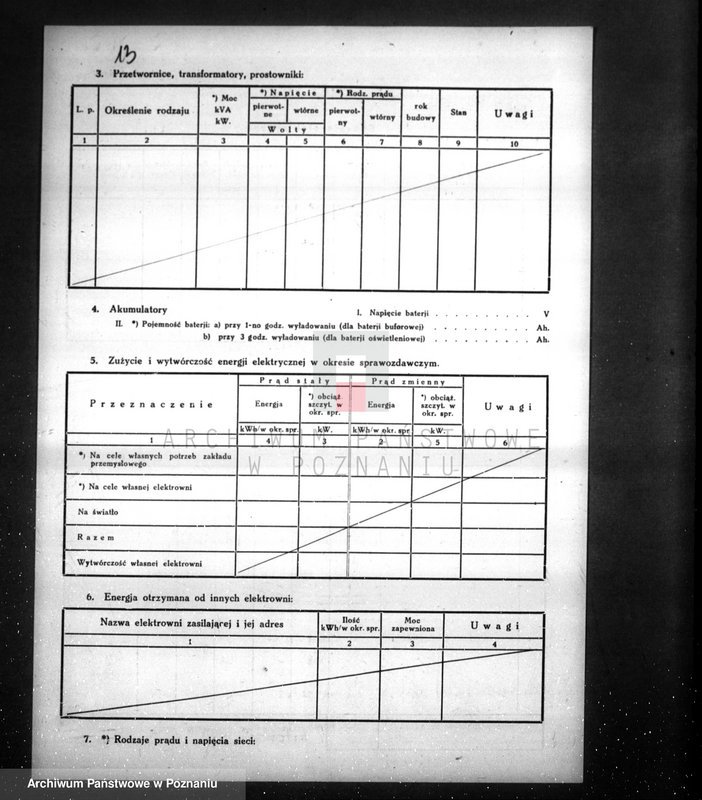 13
3. Przetwornice, transformatory, prostowniki:
L. p. Określenie rodzaju *) Moc kVA kW. *) Napięcie pierwotne wtórne Wolty *) Rodz. prądu pierwotny wtórny rok budowy Stan Uwagi
1 2 3 4 5 6 7 8 9 10
4. Akumulatory I. Napięcie baterji . . . . . . . . . . V
II. *) Pojemność baterji: a) przy 1-no godz. wyładowaniu (dla baterji buforowej) . . . . . . . . . . Ah.
b) przy 3 godz. wyładowaniu (dla baterji oświetleniowej) . . . . . . . . . . Ah.
5. Zużycie i wytwórczość energji elektrycznej w okresie sprawozdawczym.
Przeznaczenie Prąd stały Prąd zmienny Uwagi
Energja *) obciąż. szczyt. w okr. spr. Energja *) obciąż. szczyt. w okr. spr.
kWh/w okr. spr. kW. kWh/w okr. spr. kW.
1 4 3 2 5 6
*) Na cele własnych potrzeb zakładu
przemysłowego
*) Na cele własnej elektrowni
Na światło
Razem
Wytwórczość własnej elektrowni
ARCHIWUM PAŃSTWOWE
W POZNANIU
6. Energja otrzymana od innych elektrowni:
Nazwa elektrowni zasilającej i jej adres Ilość kWh/w okr. spr. Moc zapewniona Uwagi
1 2 3 4
7. *) Rodzaje prądu i napięcia sieci:
Archiwum Państwowe w Poznaniu